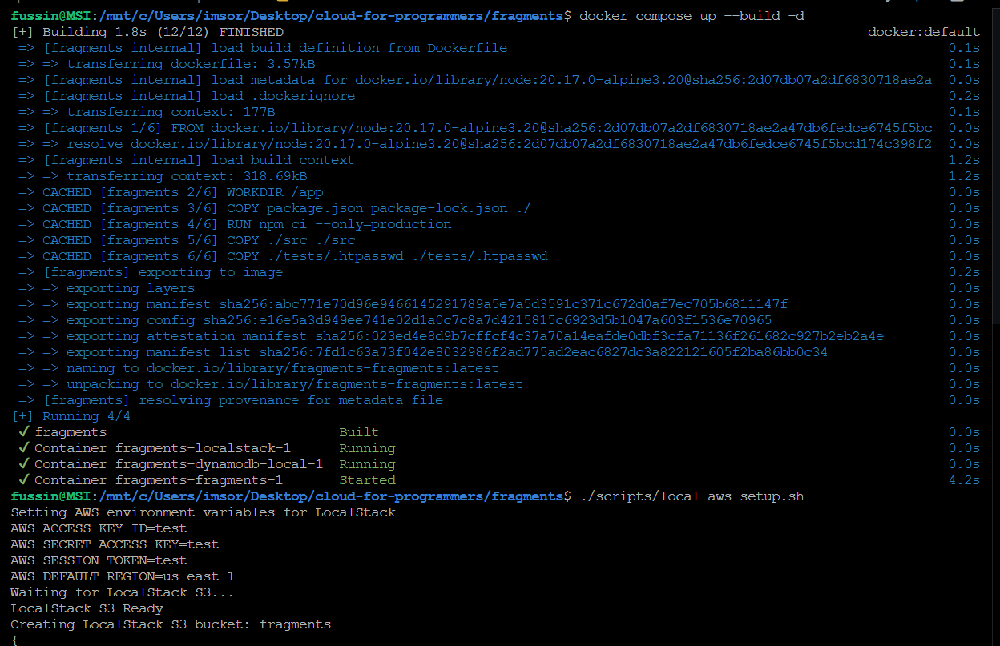 fussin@MSI:/mnt/c/Users/imsor/Desktop/cloud-for-programmers/fragments$ docker compose up --build -d
[+] Building 1.8s (12/12) FINISHED docker:default
=> [fragments internal] load build definition from Dockerfile 0.1s
=> => transferring dockerfile: 3.57kB 0.1s
=> [fragments internal] load metadata for docker.io/library/node:20.17.0-alpine3.20@sha256:2d07db07a2df6830718ae2a 0.0s
=> [fragments internal] load .dockerignore 0.2s
=> => transferring context: 177B 0.1s
=> [fragments 1/6] FROM docker.io/library/node:20.17.0-alpine3.20@sha256:2d07db07a2df6830718ae2a47db6fedce6745f5bc 0.0s
=> => resolve docker.io/library/node:20.17.0-alpine3.20@sha256:2d07db07a2df6830718ae2a47db6fedce6745f5bcd174c398f2 0.0s
=> [fragments internal] load build context 1.2s
=> => transferring context: 318.69kB 1.2s
=> CACHED [fragments 2/6] WORKDIR /app 0.0s
=> CACHED [fragments 3/6] COPY package.json package-lock.json ./ 0.0s
=> CACHED [fragments 4/6] RUN npm ci --only=production 0.0s
=> CACHED [fragments 5/6] COPY ./src ./src 0.0s
=> CACHED [fragments 6/6] COPY ./tests/.htpasswd ./tests/.htpasswd 0.0s
=> [fragments] exporting to image 0.2s
=> => exporting layers 0.0s
=> => exporting manifest sha256:abc771e70d96e9466145291789a5e7a5d3591c371c672d0af7ec705b6811147f 0.0s
=> => exporting config sha256:e16e5a3d949ee741e02d1a0c7c8a7d4215815c6923d5b1047a603f1536e70965 0.0s
=> => exporting attestation manifest sha256:023ed4e8d9b7cffcf4c37a70a14eafde0dbf3cfa71136f261682c927b2eb2a4e 0.0s
=> => exporting manifest list sha256:7fd1c63a73f042e8032986f2ad775ad2eac6827dc3a822121605f2ba86bb0c34 0.0s
=> => naming to docker.io/library/fragments-fragments:latest 0.0s
=> => unpacking to docker.io/library/fragments-fragments:latest 0.0s
=> [fragments] resolving provenance for metadata file 0.0s
[+] Running 4/4
✔ fragments Built 0.0s
✔ Container fragments-localstack-1 Running 0.0s
✔ Container fragments-dynamodb-local-1 Running 0.0s
✔ Container fragments-fragments-1 Started 4.2s
fussin@MSI:/mnt/c/Users/imsor/Desktop/cloud-for-programmers/fragments$ ./scripts/local-aws-setup.sh
Setting AWS environment variables for LocalStack
AWS_ACCESS_KEY_ID=test
AWS_SECRET_ACCESS_KEY=test
AWS_SESSION_TOKEN=test
AWS_DEFAULT_REGION=us-east-1
Waiting for LocalStack S3...
LocalStack S3 Ready
Creating LocalStack S3 bucket: fragments
{